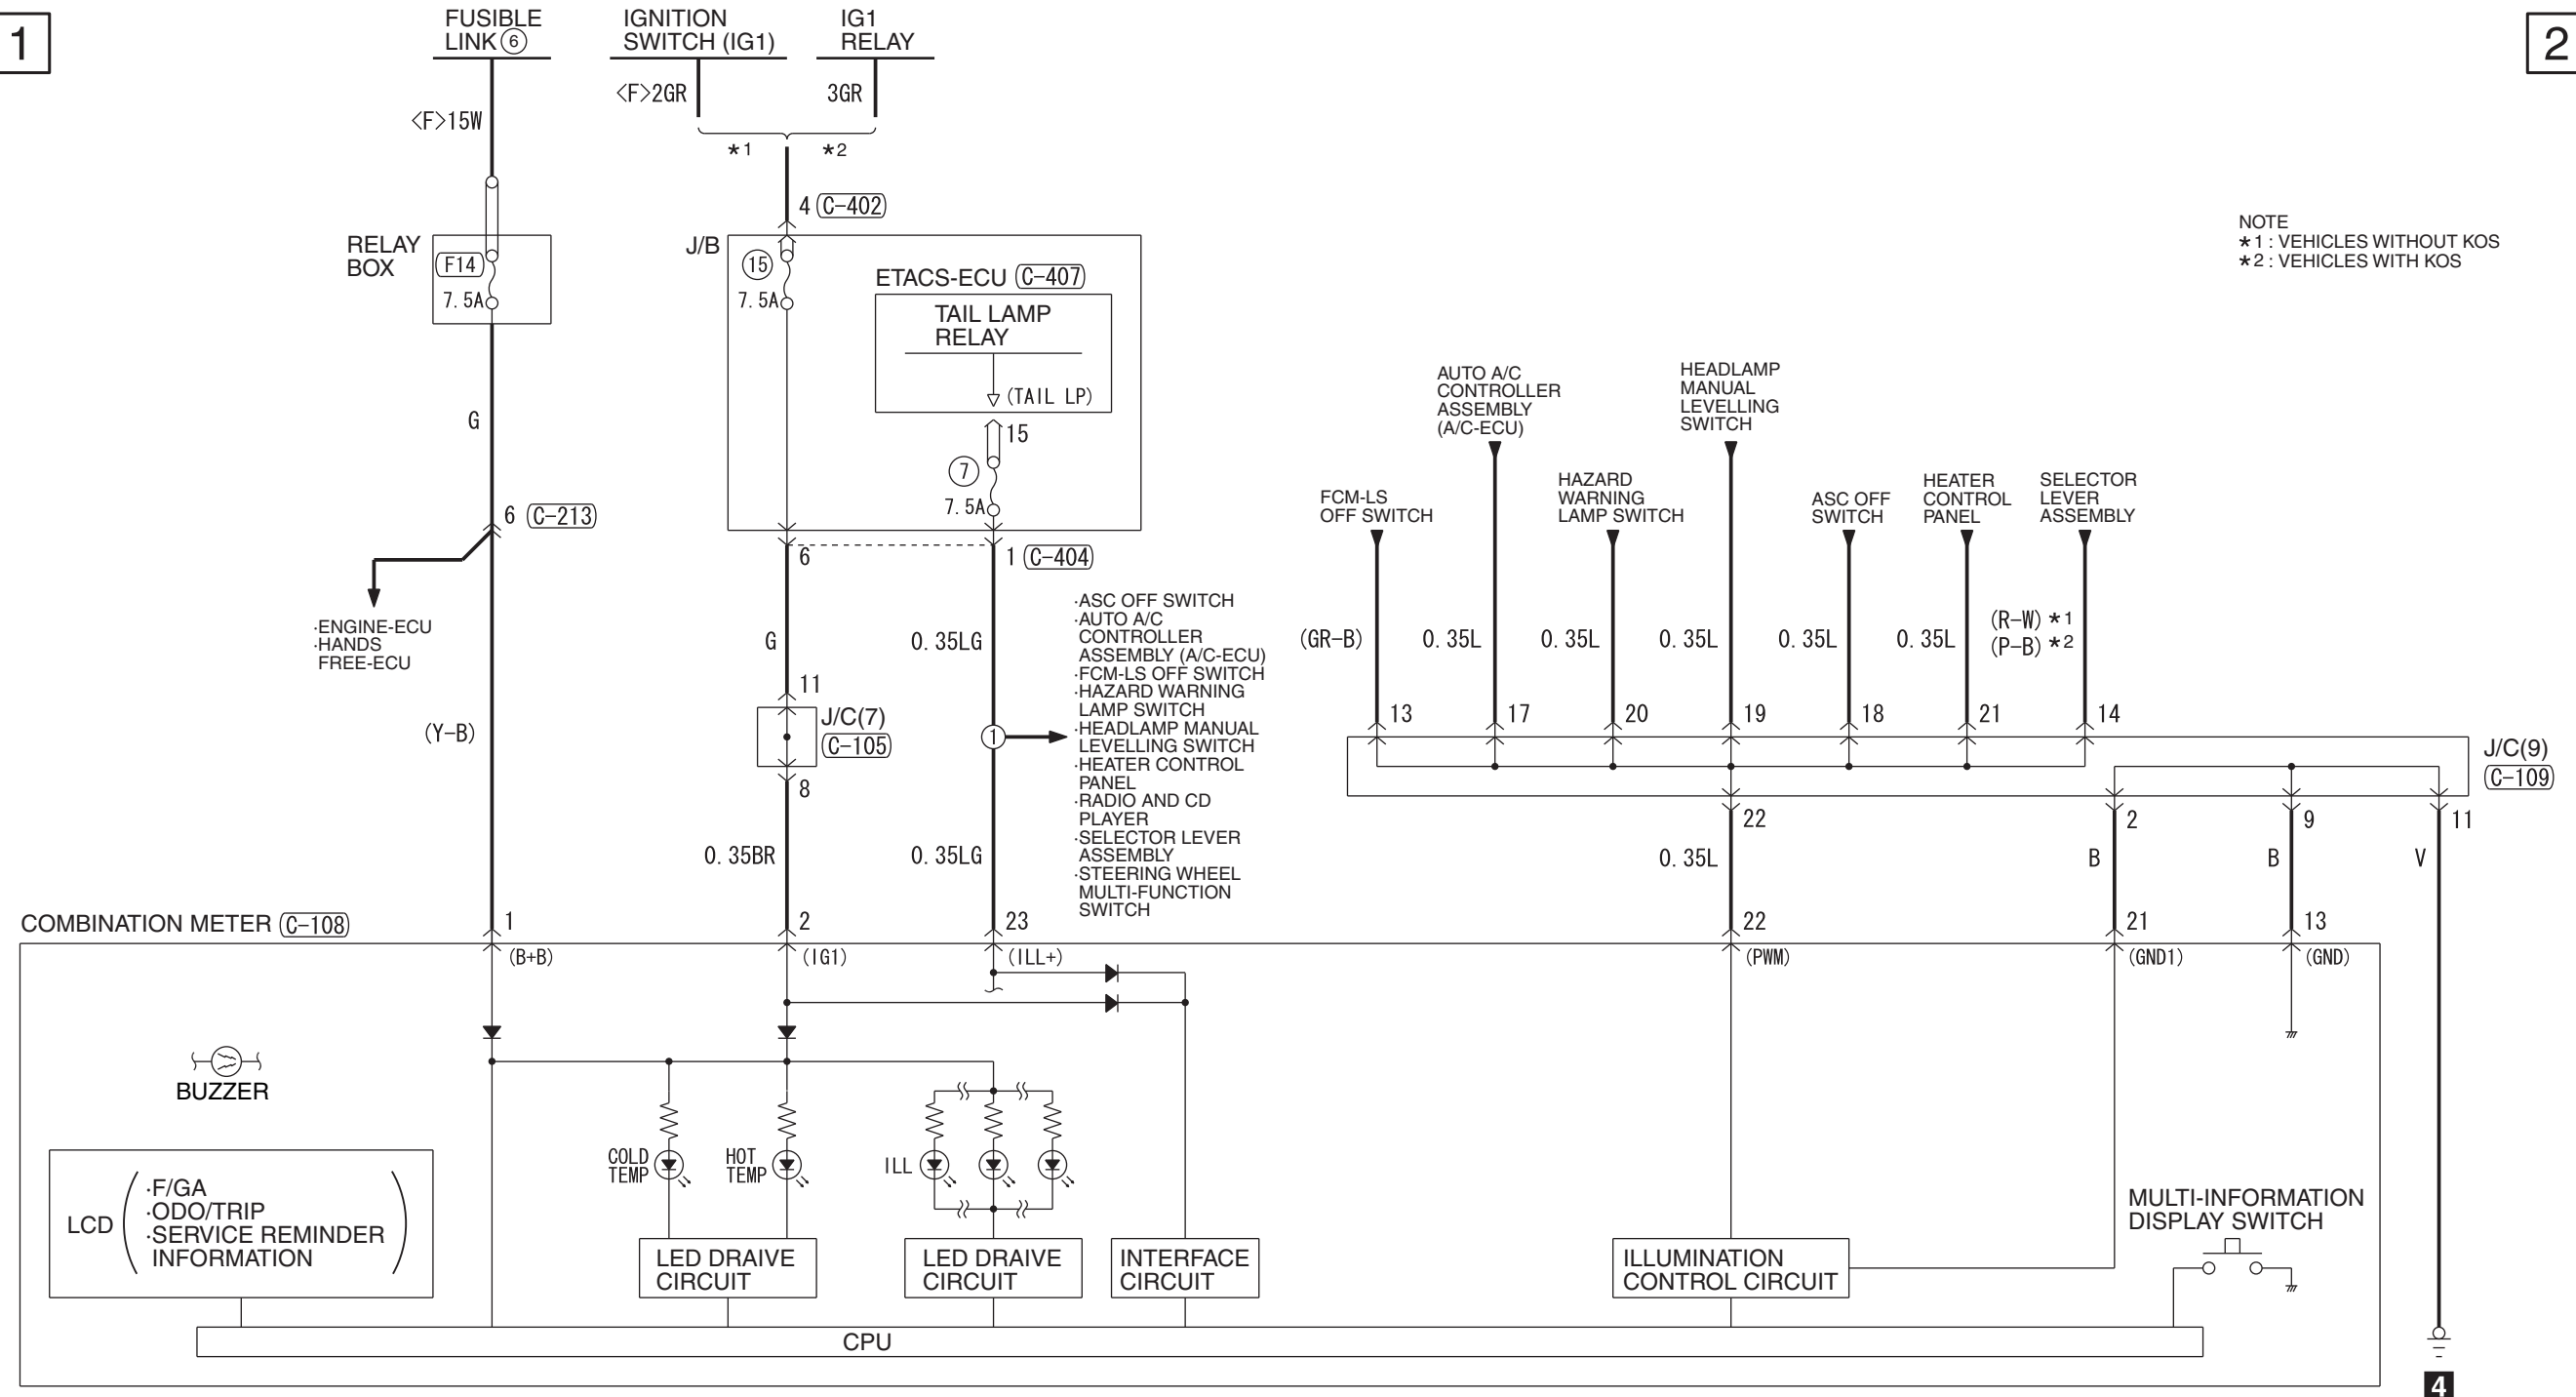 1
2
FUSIBLE
LINK 6
IGNITION
SWITCH (IG1)
IG1
RELAY
<F>15W
<F>2GR
3GR
*1
*2
4 C-402
NOTE
*1 : VEHICLES WITHOUT KOS
*2 : VEHICLES WITH KOS
RELAY
BOX
F14
7.5A
J/B
15
7.5A
ETACS-ECU C-407
TAIL LAMP
RELAY
(TAIL LP)
15
7
7.5A
G
6 C-213
·ENGINE-ECU
·HANDS
FREE-ECU
(Y-B)
6
1 C-404
G
0.35LG
11
J/C(7)
C-105
8
0.35BR
1
0.35LG
·ASC OFF SWITCH
·AUTO A/C
CONTROLLER
ASSEMBLY (A/C-ECU)
·FCM-LS OFF SWITCH
·HAZARD WARNING
LAMP SWITCH
·HEADLAMP MANUAL
LEVELLING SWITCH
·HEATER CONTROL
PANEL
·RADIO AND CD
PLAYER
·SELECTOR LEVER
ASSEMBLY
·STEERING WHEEL
MULTI-FUNCTION
SWITCH
FCM-LS
OFF SWITCH
AUTO A/C
CONTROLLER
ASSEMBLY
(A/C-ECU)
HAZARD
WARNING
LAMP SWITCH
HEADLAMP
MANUAL
LEVELLING
SWITCH
ASC OFF
SWITCH
HEATER
CONTROL
PANEL
SELECTOR
LEVER
ASSEMBLY
(GR-B)
0.35L
0.35L
0.35L
0.35L
0.35L
(R-W) *1
(P-B) *2
13
17
20
19
18
21
14
J/C(9)
C-109
22
2
9
11
0.35L
B
B
V
COMBINATION METER C-108
1
2
23
22
21
13
(B+B)
(IG1)
(ILL+)
(PWM)
(GND1)
(GND)
BUZZER
LCD
·F/GA
·ODO/TRIP
·SERVICE REMINDER
INFORMATION
COLD
TEMP
HOT
TEMP
ILL
LED DRAIVE
CIRCUIT
LED DRAIVE
CIRCUIT
INTERFACE
CIRCUIT
ILLUMINATION
CONTROL CIRCUIT
MULTI-INFORMATION
DISPLAY SWITCH
CPU
4